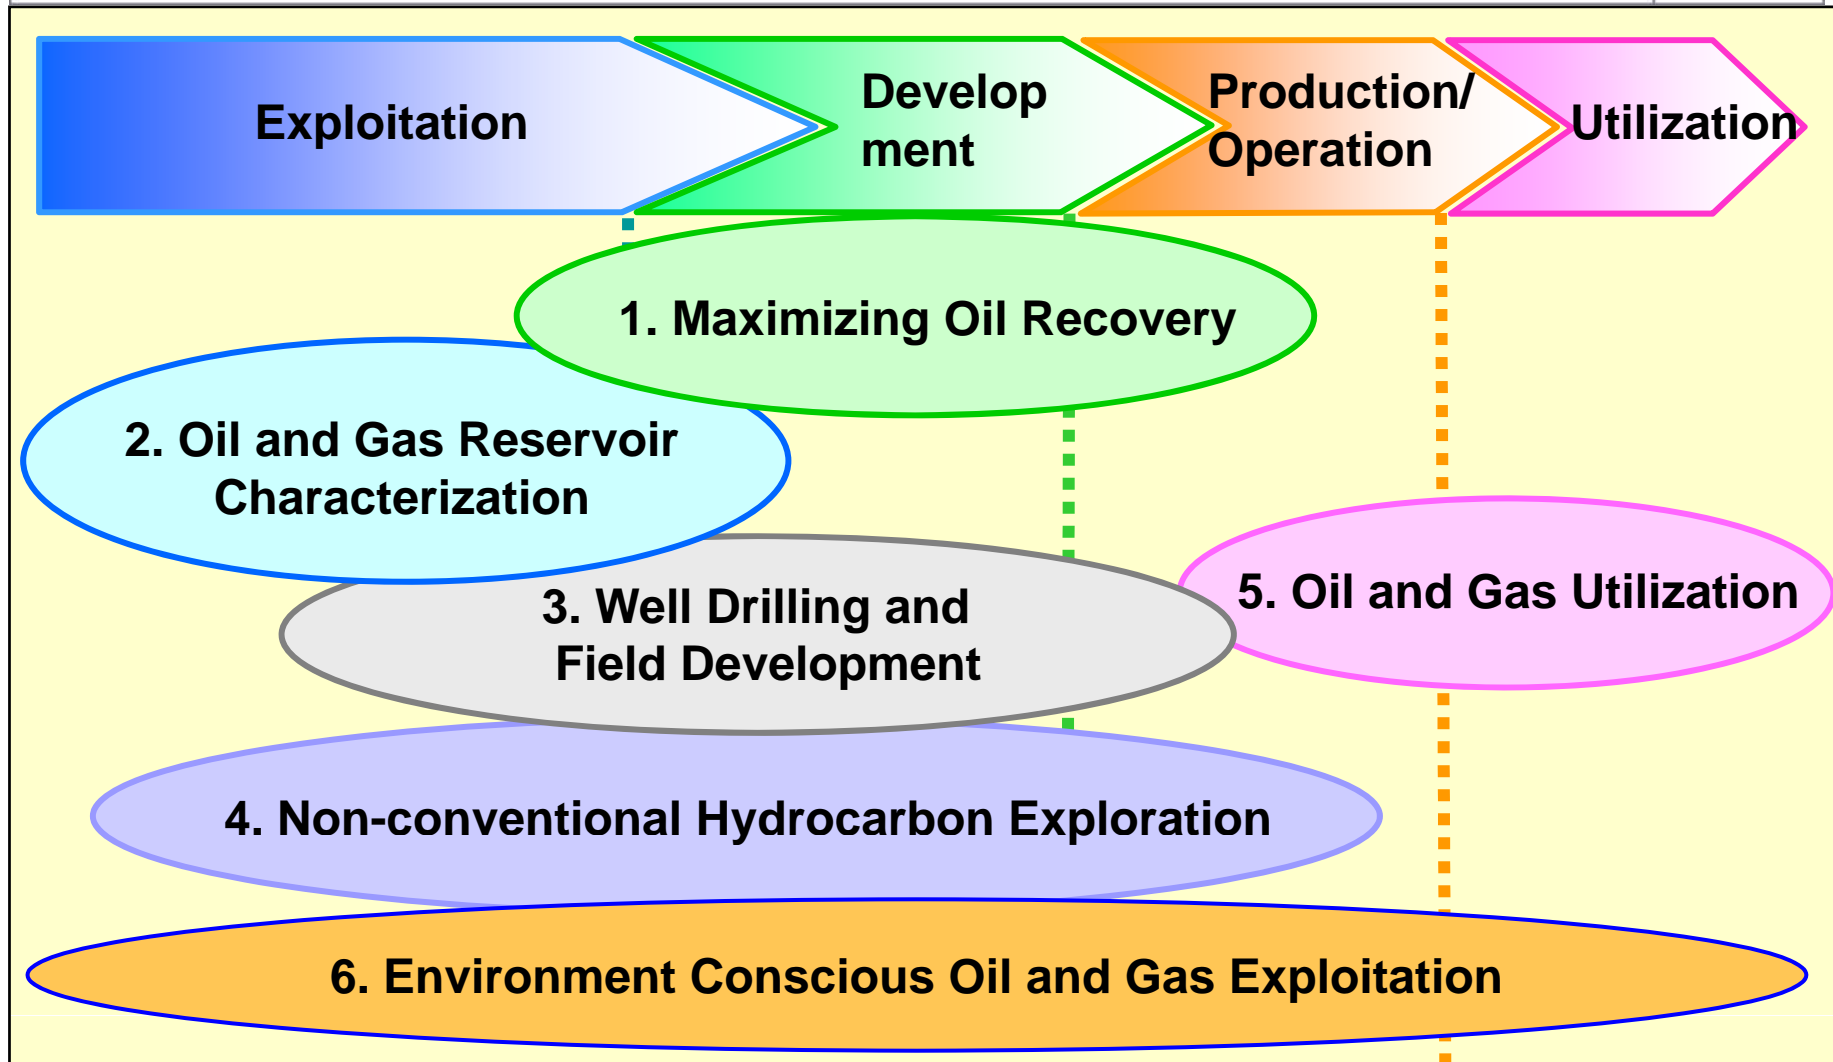 Exploitation
Develop
ment
Production/
Operation
Utilization
1. Maximizing Oil Recovery
2. Oil and Gas Reservoir
Characterization
3. Well Drilling and
Field Development
5. Oil and Gas Utilization
4. Non-conventional Hydrocarbon Exploration
6. Environment Conscious Oil and Gas Exploitation